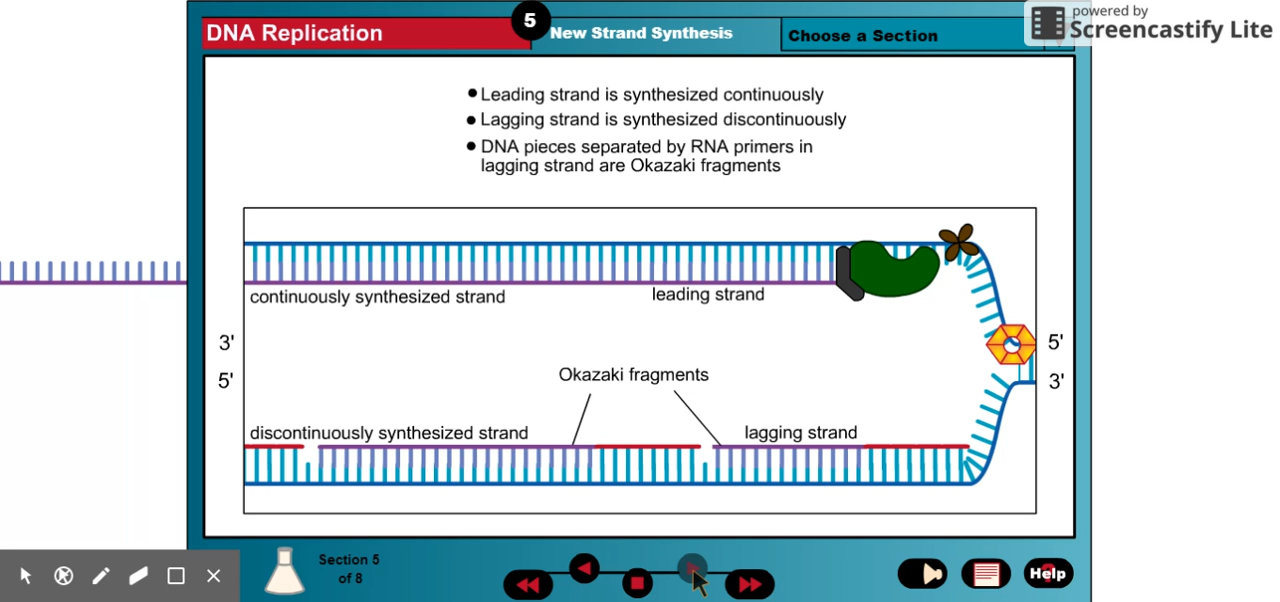 powered by
Screencastify Lite
DNA Replication
5
New Strand Synthesis
Choose a Section
• Leading strand is synthesized continuously
• Lagging strand is synthesized discontinuously
• DNA pieces separated by RNA primers in
lagging strand are Okazaki fragments
continuously synthesized strand
leading strand
3'
5'
5'
3'
Okazaki fragments
discontinuously synthesized strand
lagging strand
Section 5
of 8
Help